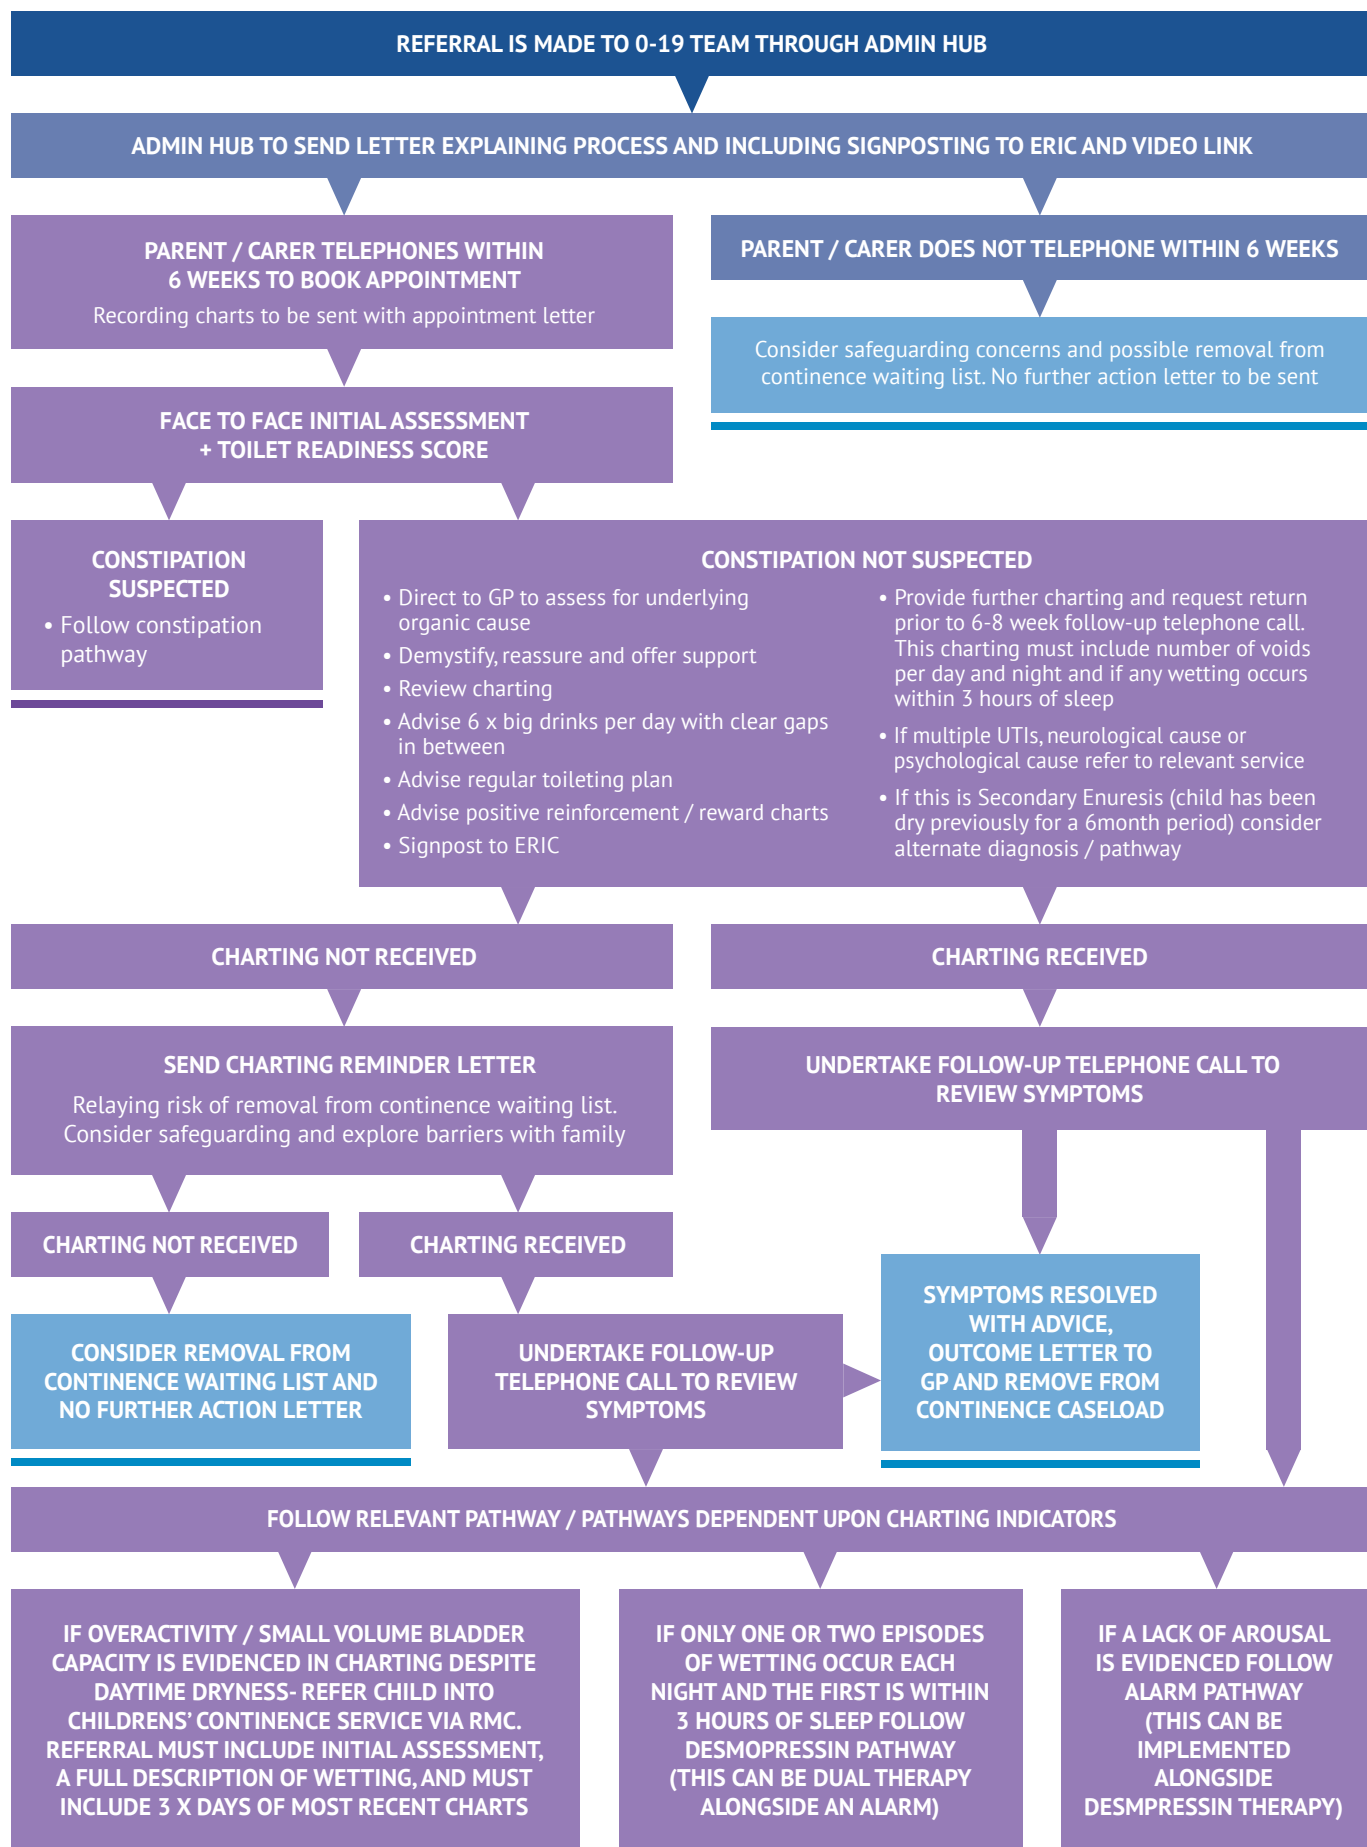 REFERRAL IS MADE TO 0-19 TEAM THROUGH ADMIN HUB
ADMIN HUB TO SEND LETTER EXPLAINING PROCESS AND INCLUDING SIGNPOSTING TO ERIC AND VIDEO LINK
PARENT / CARER TELEPHONES WITHIN
6 WEEKS TO BOOK APPOINTMENT
Recording charts to be sent with appointment letter
PARENT / CARER DOES NOT TELEPHONE WITHIN 6 WEEKS
Consider safeguarding concerns and possible removal from
continence waiting list. No further action letter to be sent
FACE TO FACE INITIAL ASSESSMENT
+ TOILET READINESS SCORE
CONSTIPATION
SUSPECTED
• Follow constipation
pathway
CONSTIPATION NOT SUSPECTED
• Direct to GP to assess for underlying
organic cause
• Demystify, reassure and offer support
• Review charting
• Advise 6 x big drinks per day with clear gaps
in between
• Advise regular toileting plan
• Advise positive reinforcement / reward charts
• Signpost to ERIC
• Provide further charting and request return
prior to 6-8 week follow-up telephone call.
This charting must include number of voids
per day and night and if any wetting occurs
within 3 hours of sleep
• If multiple UTIs, neurological cause or
psychological cause refer to relevant service
• If this is Secondary Enuresis (child has been
dry previously for a 6month period) consider
alternate diagnosis / pathway
CHARTING NOT RECEIVED
CHARTING RECEIVED
SEND CHARTING REMINDER LETTER
Relaying risk of removal from continence waiting list.
Consider safeguarding and explore barriers with family
UNDERTAKE FOLLOW-UP TELEPHONE CALL TO
REVIEW SYMPTOMS
CHARTING NOT RECEIVED
CHARTING RECEIVED
CONSIDER REMOVAL FROM
CONTINENCE WAITING LIST AND
NO FURTHER ACTION LETTER
UNDERTAKE FOLLOW-UP
TELEPHONE CALL TO REVIEW
SYMPTOMS
SYMPTOMS RESOLVED
WITH ADVICE,
OUTCOME LETTER TO
GP AND REMOVE FROM
CONTINENCE CASELOAD
FOLLOW RELEVANT PATHWAY / PATHWAYS DEPENDENT UPON CHARTING INDICATORS
IF OVERACTIVITY / SMALL VOLUME BLADDER
CAPACITY IS EVIDENCED IN CHARTING DESPITE
DAYTIME DRYNESS- REFER CHILD INTO
CHILDRENS’ CONTINENCE SERVICE VIA RMC.
REFERRAL MUST INCLUDE INITIAL ASSESSMENT,
A FULL DESCRIPTION OF WETTING, AND MUST
INCLUDE 3 X DAYS OF MOST RECENT CHARTS
IF ONLY ONE OR TWO EPISODES
OF WETTING OCCUR EACH
NIGHT AND THE FIRST IS WITHIN
3 HOURS OF SLEEP FOLLOW
DESMOPRESSIN PATHWAY
(THIS CAN BE DUAL THERAPY
ALONGSIDE AN ALARM)
IF A LACK OF AROUSAL
IS EVIDENCED FOLLOW
ALARM PATHWAY
(THIS CAN BE
IMPLEMENTED
ALONGSIDE
DESMPRESSIN THERAPY)